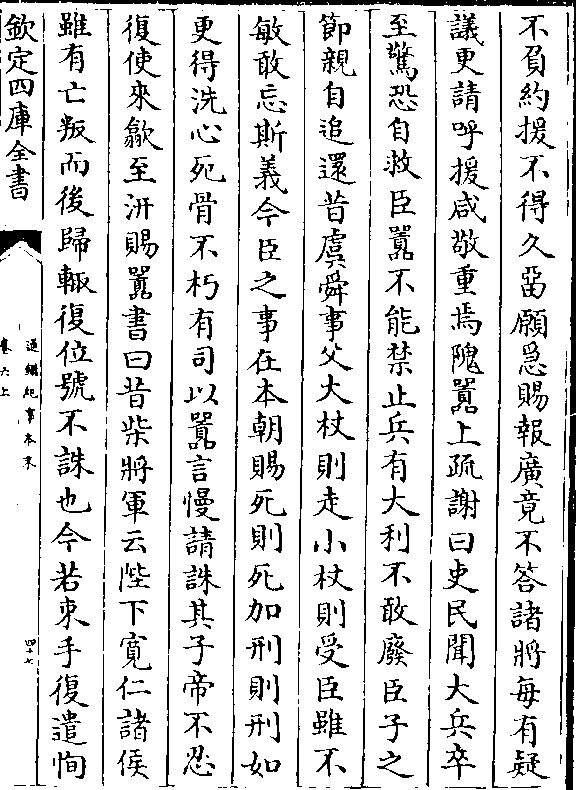 不負約援不得久留願急賜報廣竟不答諸將每有疑
議更請呼援咸敬重焉隗囂上疏謝曰吏民聞大兵卒
至驚恐自救臣囂不能禁止兵有大利不敢廢臣子之
節親自追還昔虞舜事父大杖則走小杖則受臣雖不
敏敢忘斯義今臣之事在本朝賜死則死加刑則刑如
更得洗心死骨不朽有司以囂言慢請誅其子帝不忍
復使來歙至汧賜囂書曰昔柴將軍云陛下寛仁諸侯
雖有亡叛而後歸輙復位號不誅也今若束手復遣恂
欽定四庫全書
通鑑紀事本末
卷六上
四十七